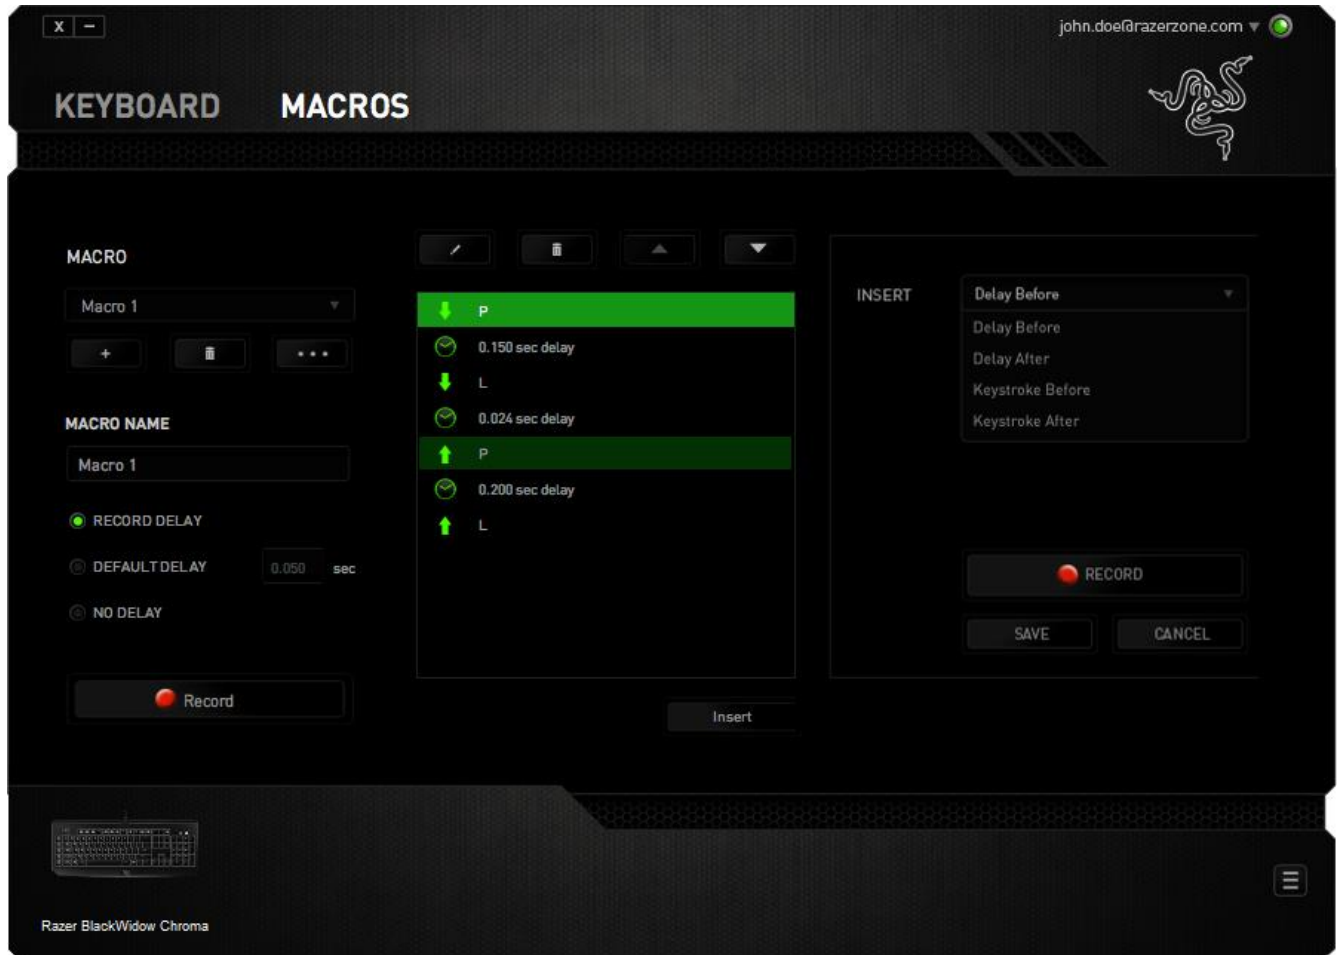 X –
john.doe@razerzone.com
KEYBOARD MACROS
MACRO
Macro 1
+
...
MACRO NAME
Macro 1
RECORD DELAY
DEFAULT DELAY 0.050 sec
NO DELAY
Record
P
0.150 sec delay
L
0.024 sec delay
P
0.200 sec delay
L
Insert
INSERT Delay Before
Delay Before
Delay After
Keystroke Before
Keystroke After
RECORD
SAVE CANCEL
Razer BlackWidow Chroma